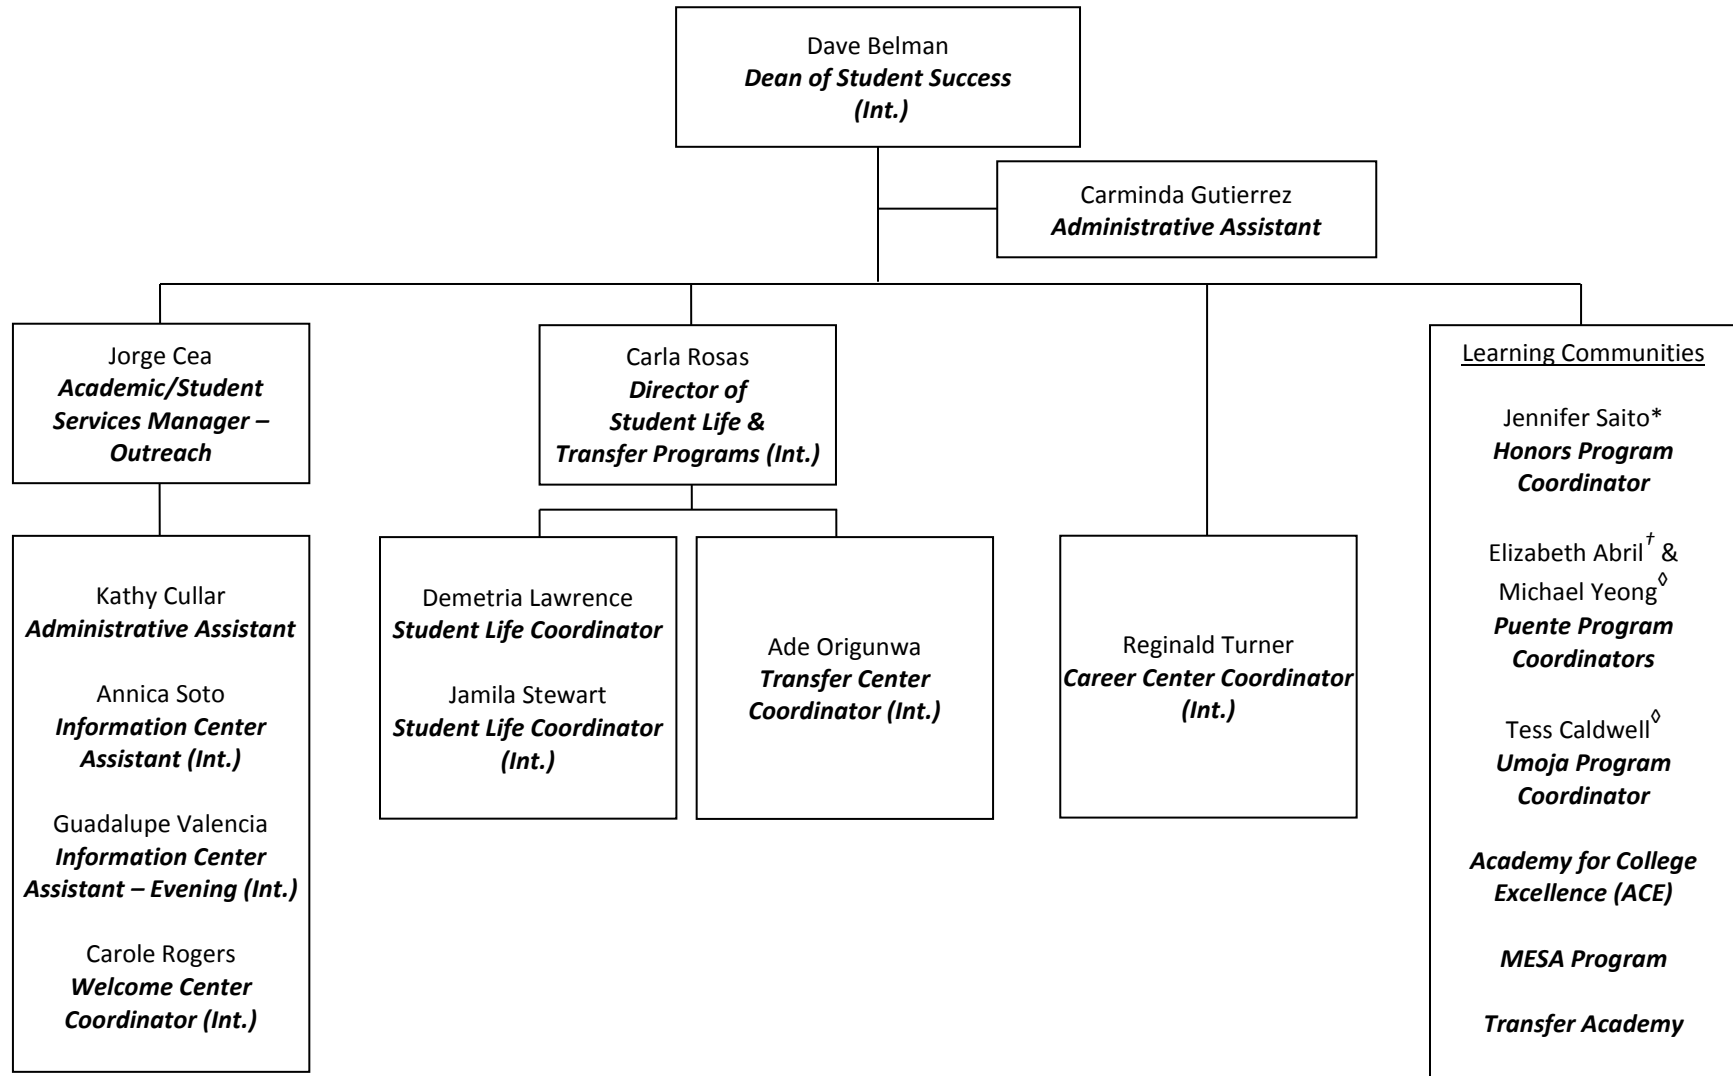 Dave Belman
Dean of Student Success
(Int.)
Carminda Gutierrez
Administrative Assistant
Jorge Cea
Academic/Student
Services Manager –
Outreach
Kathy Cullar
Administrative Assistant
Annica Soto
Information Center
Assistant (Int.)
Guadalupe Valencia
Information Center
Assistant – Evening (Int.)
Carole Rogers
Welcome Center
Coordinator (Int.)
Carla Rosas
Director of
Student Life &
Transfer Programs (Int.)
Demetria Lawrence
Student Life Coordinator
Jamila Stewart
Student Life Coordinator
(Int.)
Ade Origunwa
Transfer Center
Coordinator (Int.)
Reginald Turner
Career Center Coordinator
(Int.)
Learning Communities
Jennifer Saito*
Honors Program
Coordinator
Elizabeth Abril† &
Michael Yeong◊
Puente Program
Coordinators
Tess Caldwell◊
Umoja Program
Coordinator
Academy for College
Excellence (ACE)
MESA Program
Transfer Academy